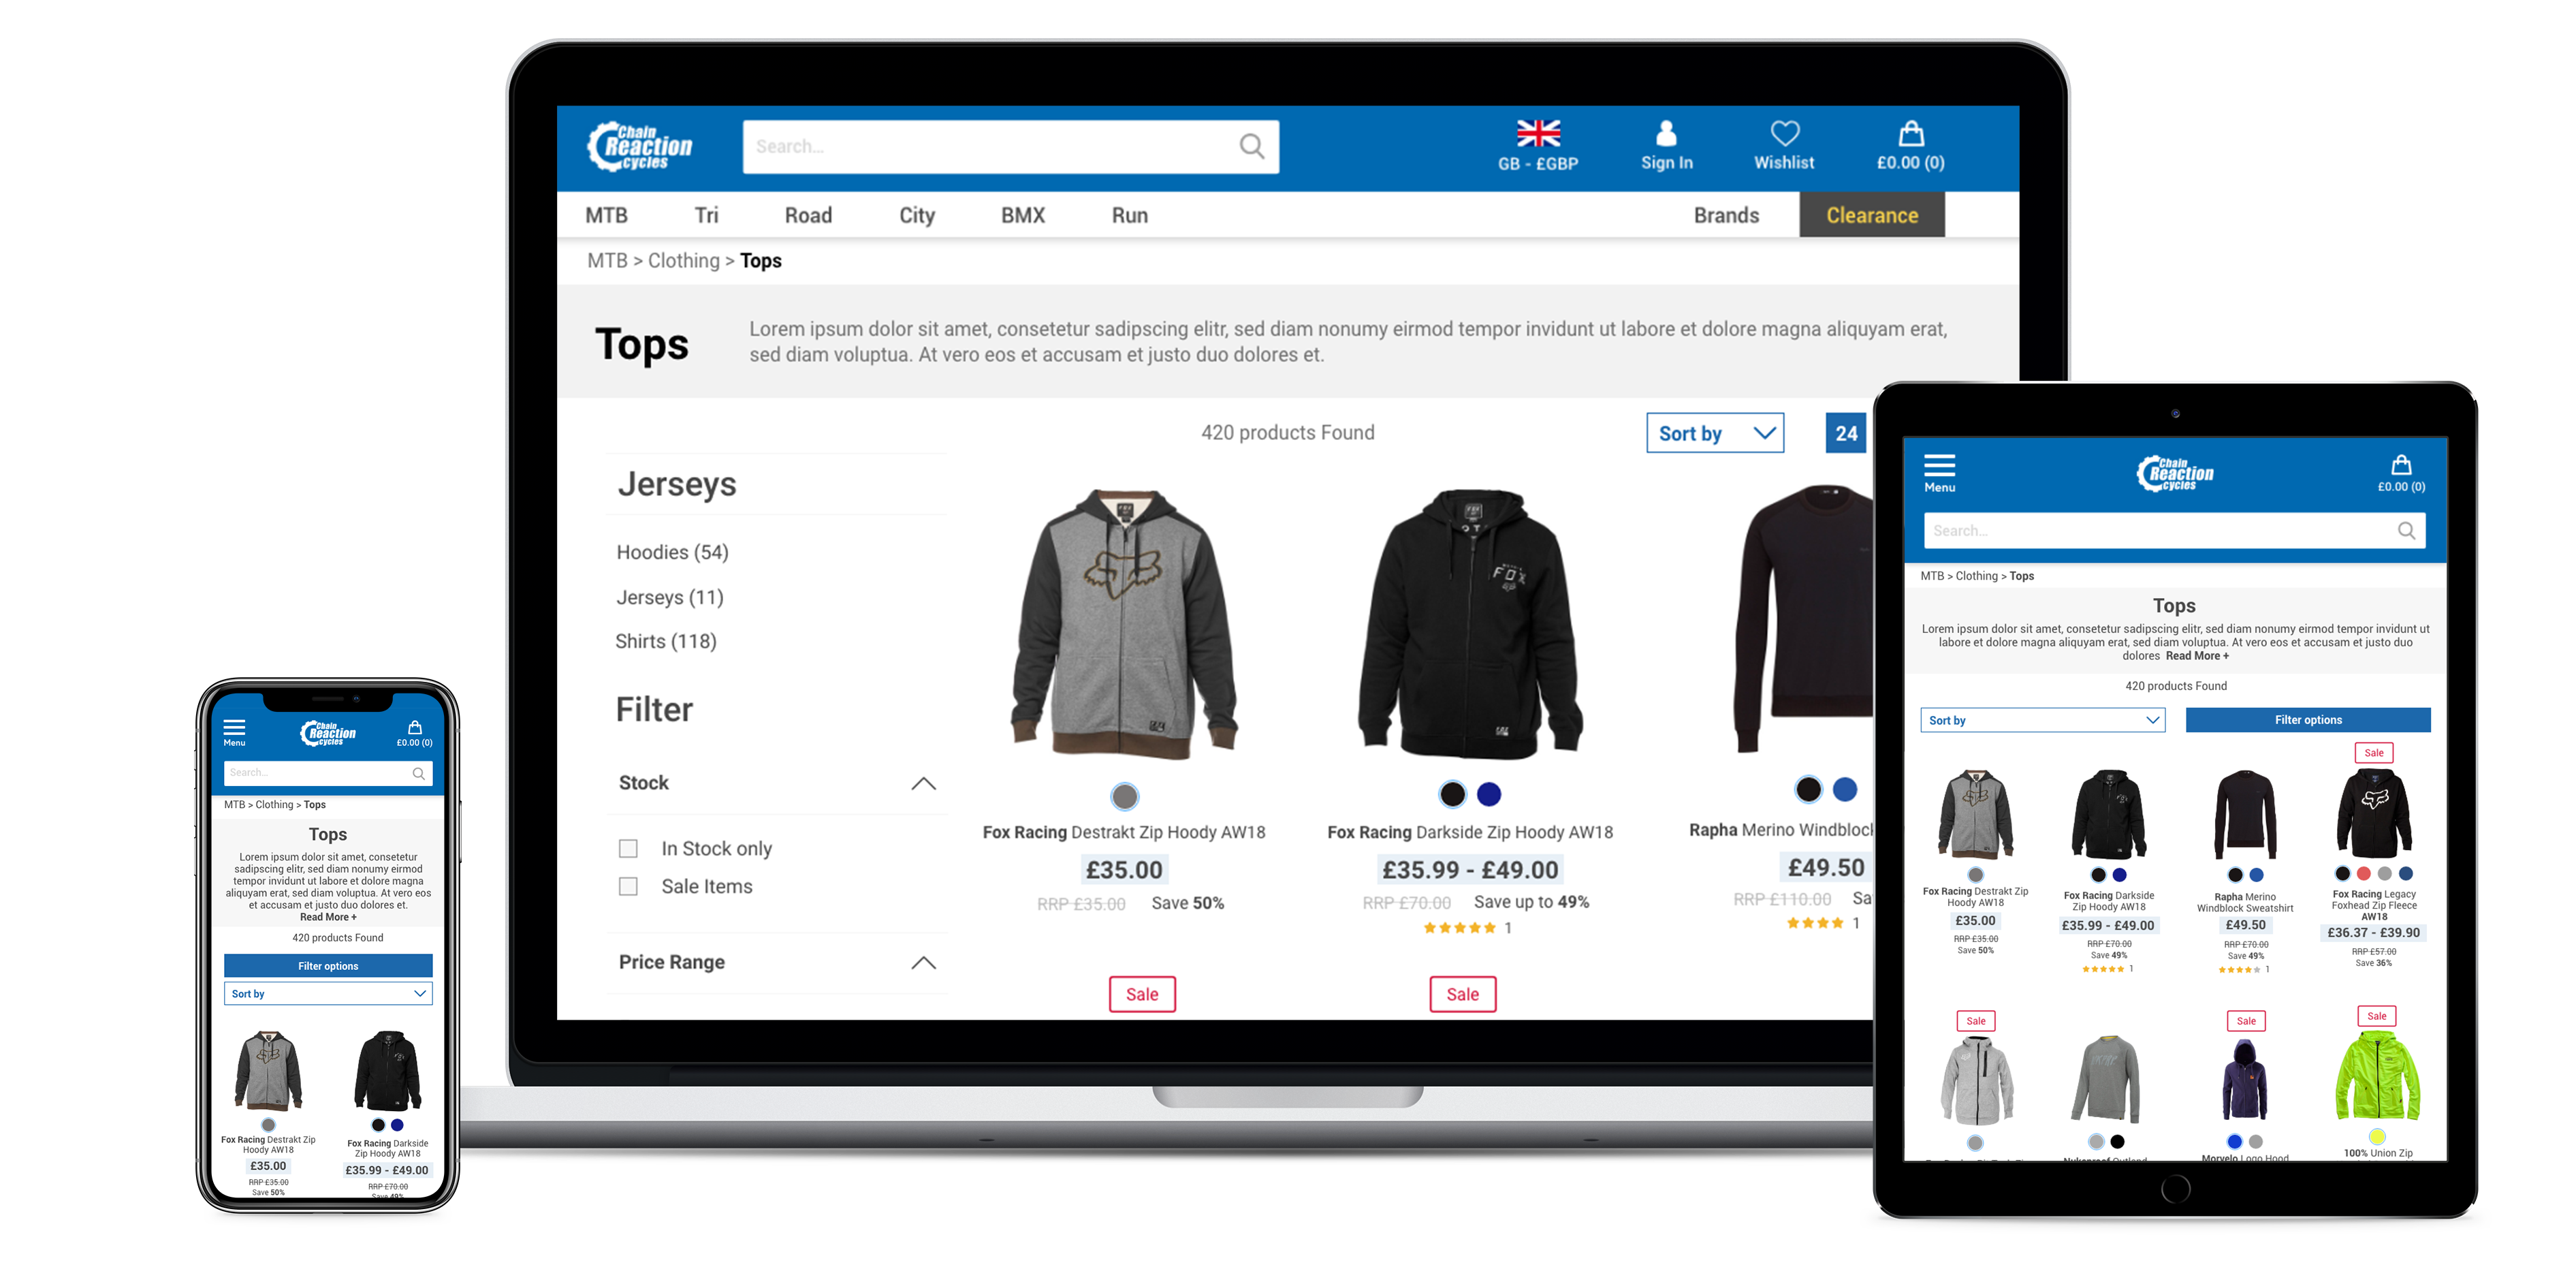 Chain
Reaction
cycles
Search...
GB - £GBP
Sign In
Wishlist
£0.00 (0)
MTB
Tri
Road
City
BMX
Run
Brands
Clearance
MTB > Clothing > Tops
Tops
Lorem ipsum dolor sit amet, consetetur sadipscing elitr, sed diam nonumy eirmod tempor invidunt ut labore et dolore magna aliquyam erat,
sed diam voluptua. At vero eos et accusam et justo duo dolores et.
420 products Found
Sort by
24
Jerseys
Hoodies (54)
Jerseys (11)
Shirts (118)
Filter
Stock
In Stock only
Sale Items
Price Range
FOX
Fox Racing Destrakt Zip Hoody AW18
£35.00
RRP £35.00 Save 50%
Fox Racing Darkside Zip Hoody AW18
£35.99 - £49.00
RRP £70.00 Save up to 49%
1
Rapha Merino Windblock
£49.50
RRP £110.00 Sa
1
Sale
Sale
Menu
Chain
Reaction
cycles
£0.00 (0)
Search...
MTB > Clothing > Tops
Tops
Lorem ipsum dolor sit amet, consetetur
sadipscing elitr, sed diam nonumy eirmod
tempor invidunt ut labore et dolore magna
aliquyam erat, sed diam voluptua. At vero eos
et accusam et justo duo dolores et.
Read More +
420 products Found
Filter options
Sort by
Fox Racing Destrakt Zip
Hoody AW18
£35.00
RRP £35.00
Save 50%
Fox Racing Darkside
Zip Hoody AW18
£35.99 - £49.00
RRP £70.00
Save 49%
Menu
Chain
Reaction
cycles
£0.00 (0)
Search...
MTB > Clothing > Tops
Tops
Lorem ipsum dolor sit amet, consetetur sadipscing elitr, sed diam nonumy eirmod tempor invidunt ut
labore et dolore magna aliquyam erat, sed diam voluptua. At vero eos et accusam et justo duo
dolores Read More +
420 products Found
Sort by
Filter options
Sale
Fox Racing Destrakt Zip
Hoody AW18
£35.00
RRP £35.00
Save 50%
Fox Racing Darkside
Zip Hoody AW18
£35.99 - £49.00
RRP £70.00
Save 49%
1
Rapha Merino
Windblock Sweatshirt
£49.50
RRP £70.00
Save 49%
1
Fox Racing Legacy
Foxhead Zip Fleece
AW18
£36.37 - £39.90
RRP £57.00
Save 36%
Sale
Sale
Sale
Nukeproof Outland
Morvelo Logo Hood
100% Union Zip